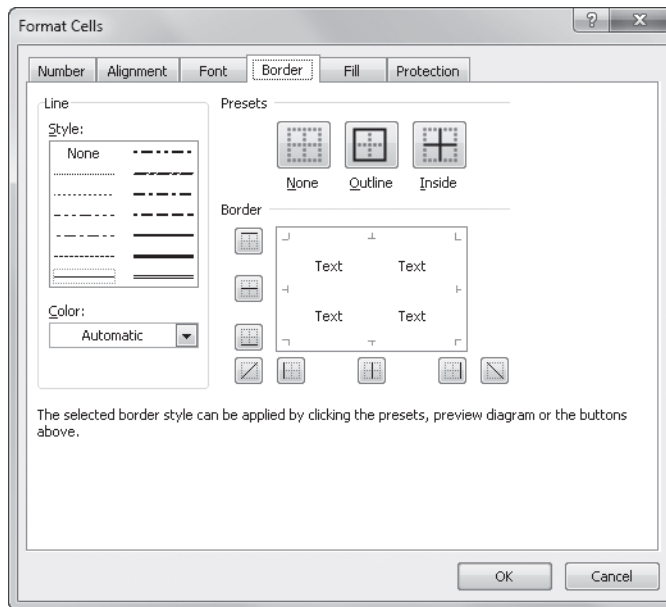 Format Cells
Number Alignment Font Border Fill Protection
Line
Style:
None
Color:
Automatic
Presets
None Outline Inside
Border
Text Text
Text Text
The selected border style can be applied by clicking the presets, preview diagram or the buttons
above.
OK Cancel